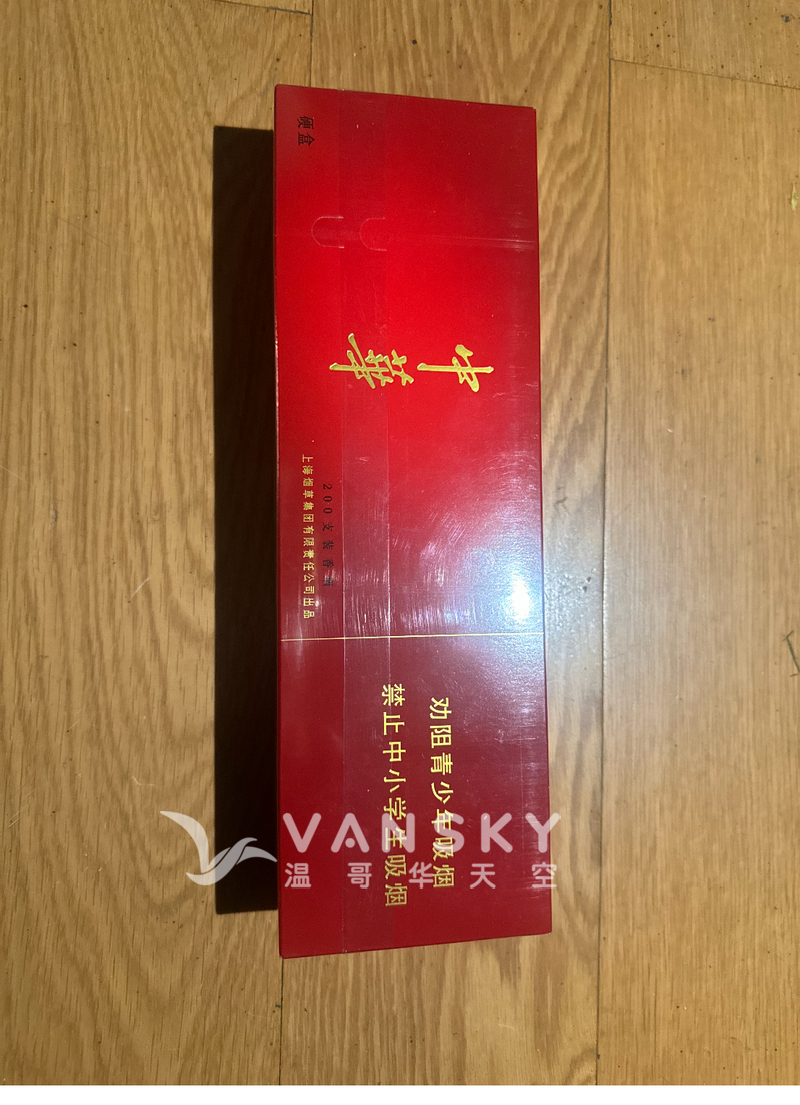 硬盒
中華
200支装香烟
上海烟草集团有限责任公司出品
劝阻青少年吸烟
禁止中小学生吸烟
VANSKY
温哥华天空